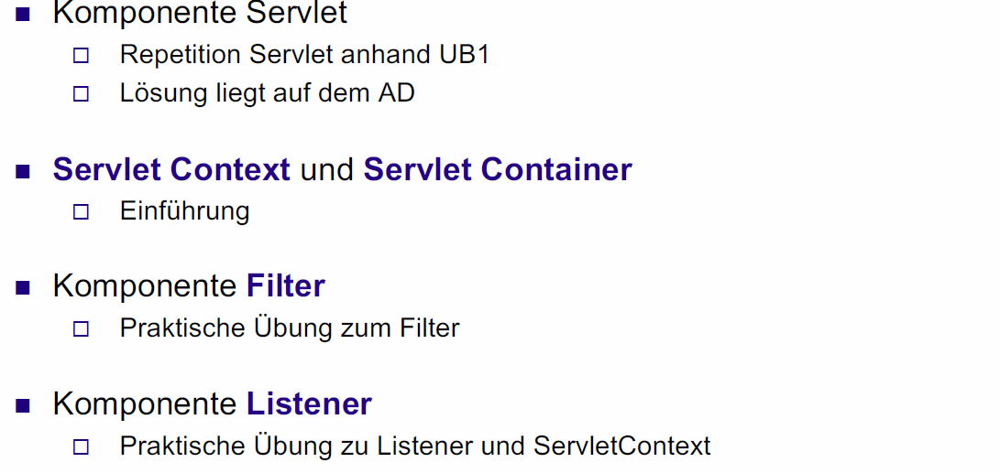 Komponente Servlet
Repetition Servlet anhand UB1
Lösung liegt auf dem AD
Servlet Context und Servlet Container
Einführung
Komponente Filter
Praktische Übung zum Filter
Komponente Listener
Praktische Übung zu Listener und ServletContext